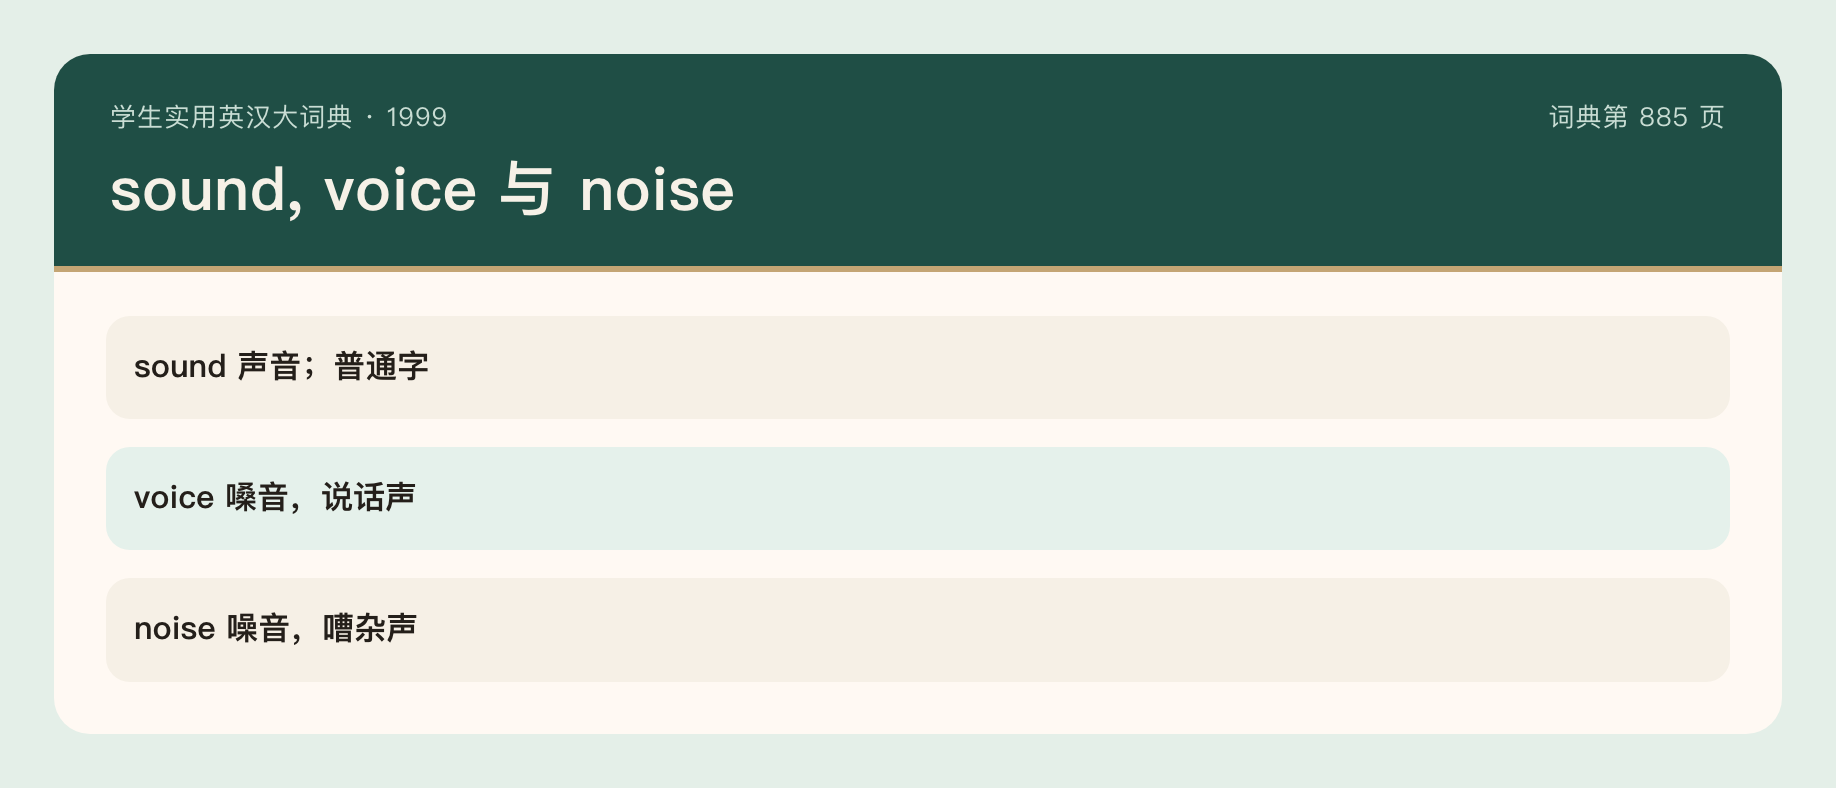 学生实用英汉大词典 · 1999
词典第 885 页
sound, voice 与 noise
sound 声音；普通字
voice 嗓音，说话声
noise 噪音，嘈杂声